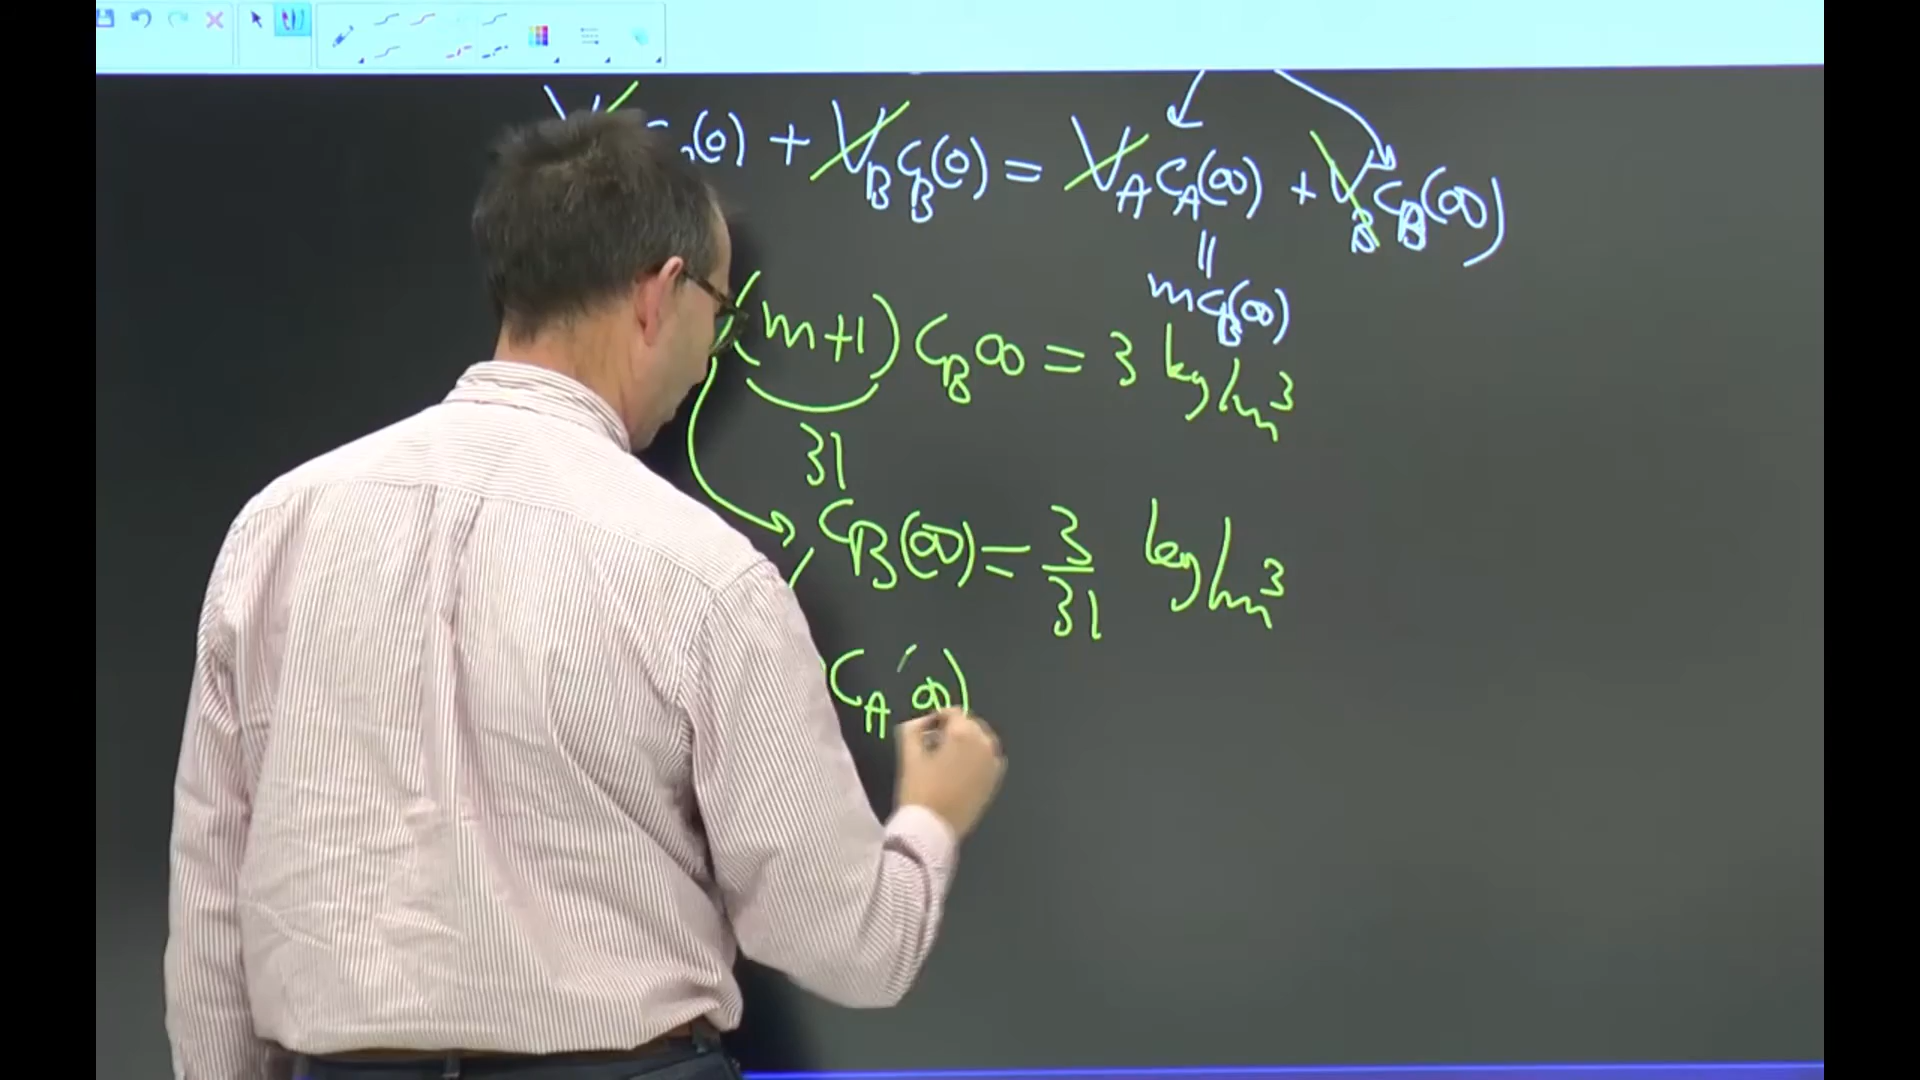 (0) + V_B C_B(0) = V_A C_A(∞) + V_B C_B(∞)
||
m C_B(∞)
(m+1) C_B ∞ = 3 kg/m³
31
C_B(∞) = 3/31 kg/m³
C_A(∞)